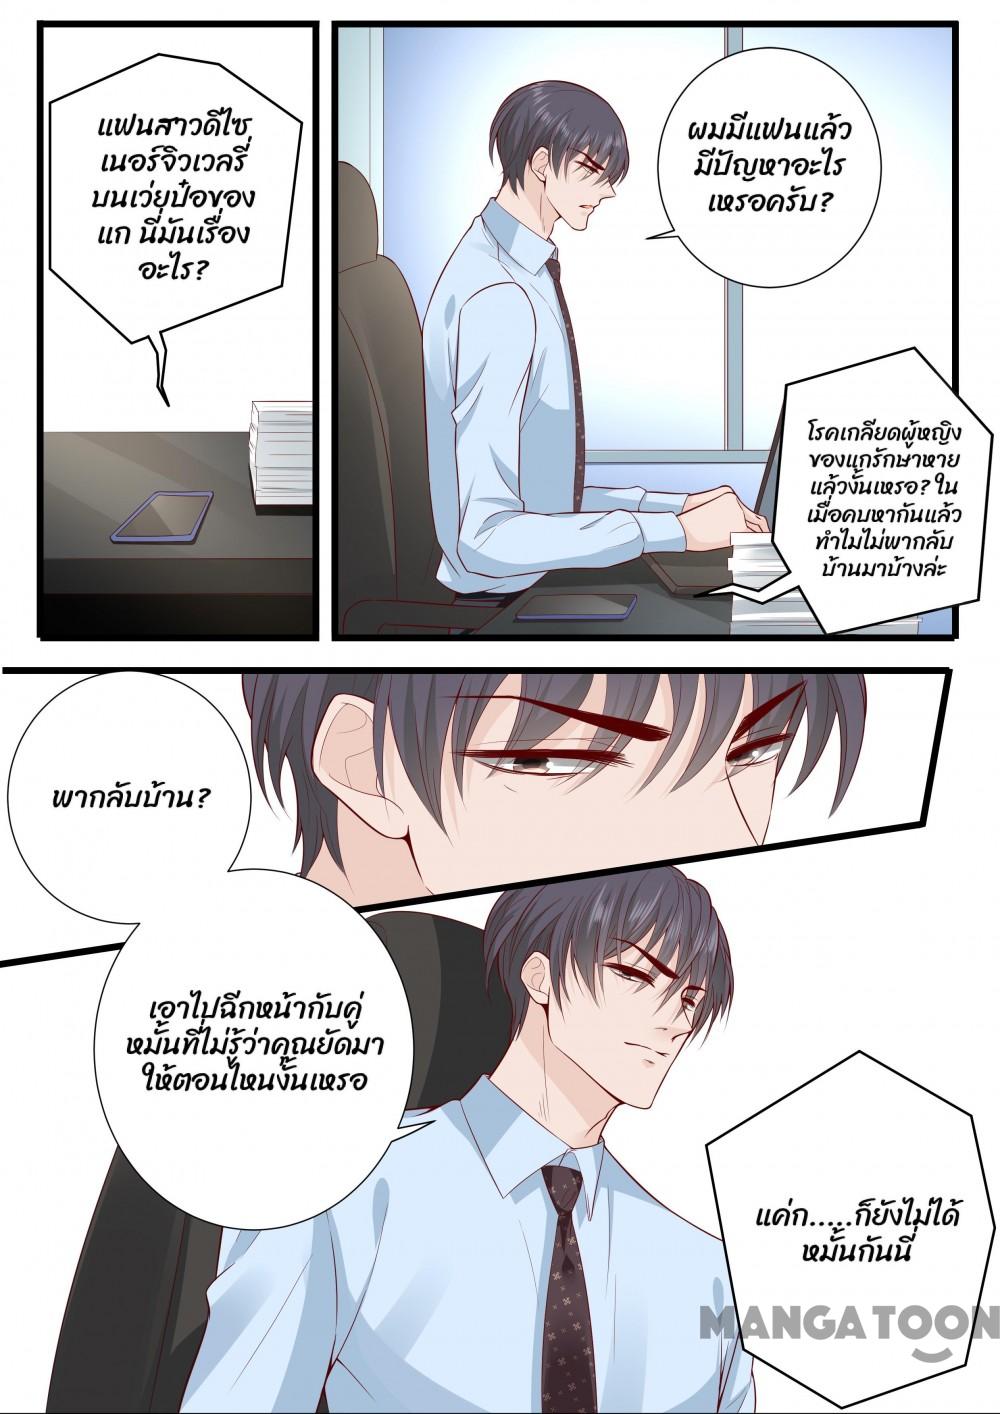 แฟนสาวดีไซ
เนอร์จิวเวลรี่
บนเว่ยป๋อของ
แก นี่มันเรื่อง
อะไร?
ผมมีแฟนแล้ว
มีปัญหาอะไร
เหรอครับ?
โรคเกลียดผู้หญิง
ของแกรักษาหาย
แล้วงั้นเหรอ? ใน
เมื่อคบหากันแล้ว
ทำไมไม่พากลับ
บ้านมาบ้างล่ะ
พากลับบ้าน?
เอาไปฉีกหน้ากับคู่
หมั้นที่ไม่รู้ว่าคุณยัดมา
ให้ตอนไหนงั้นเหรอ
แค่ก.....ก็ยังไม่ได้
หมั้นกันนี่
MANGATOON